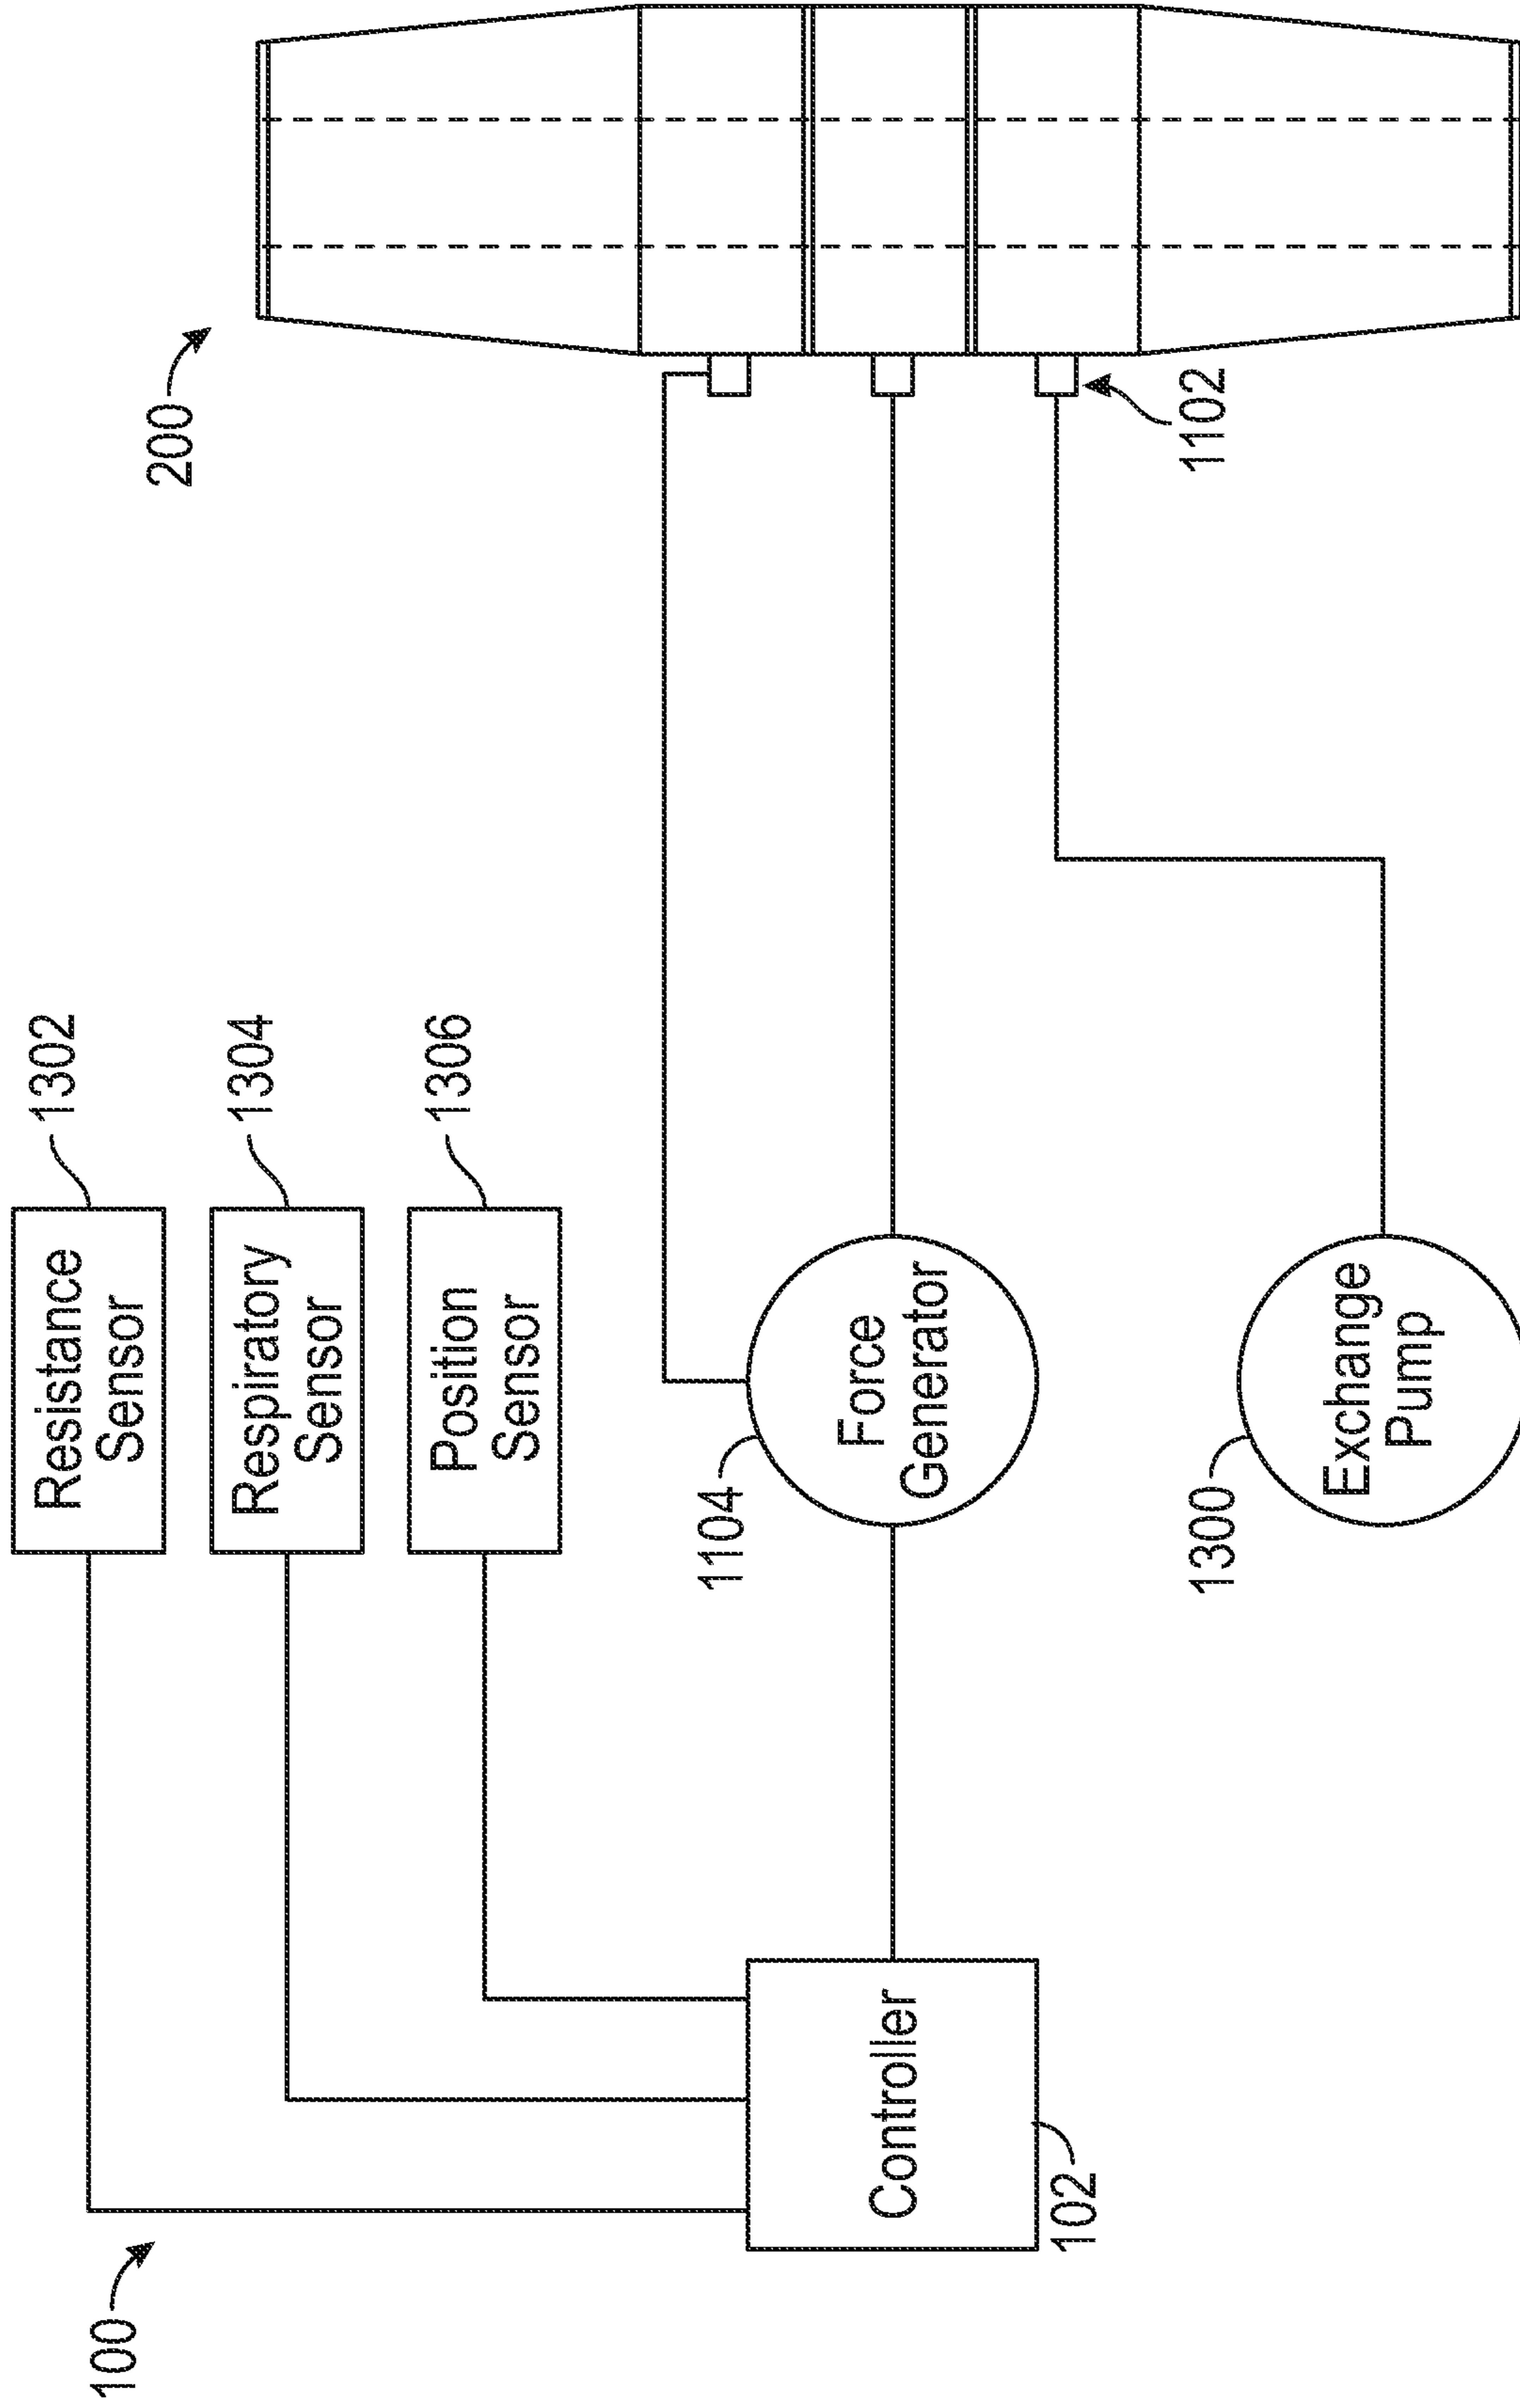 100
Resistance
Sensor
1302
Respiratory
Sensor
1304
Position
Sensor
1306
200
Controller
102
1104
Force
Generator
1102
1300
Exchange
Pump